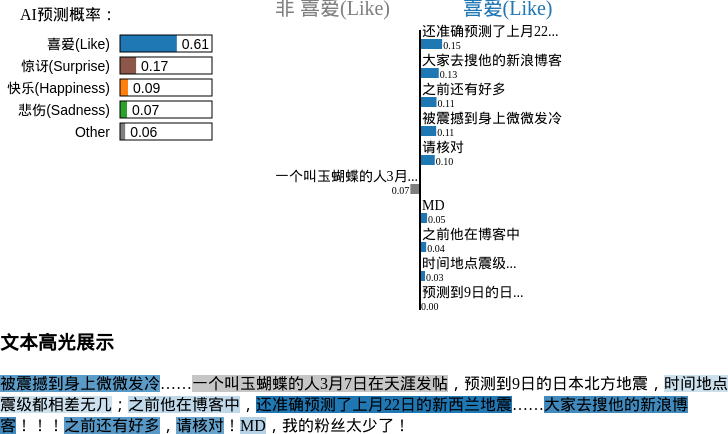 AI预测概率：
喜爱(Like) 0.61
惊讶(Surprise) 0.17
快乐(Happiness) 0.09
悲伤(Sadness) 0.07
Other 0.06
非 喜爱(Like)
喜爱(Like)
还准确预测了上月22...
0.15
大家去搜他的新浪博客
0.13
之前还有好多
0.11
被震撼到身上微微发冷
0.11
请核对
0.10
一个叫玉蝴蝶的人3月...
0.07
MD
0.05
之前他在博客中
0.04
时间地点震级...
0.03
预测到9日的日...
0.00
文本高光展示
被震撼到身上微微发冷……一个叫玉蝴蝶的人3月7日在天涯发帖，预测到9日的日本北方地震，时间地点
震级都相差无几；之前他在博客中，还准确预测了上月22日的新西兰地震……大家去搜他的新浪博
客！！！之前还有好多，请核对！MD，我的粉丝太少了！